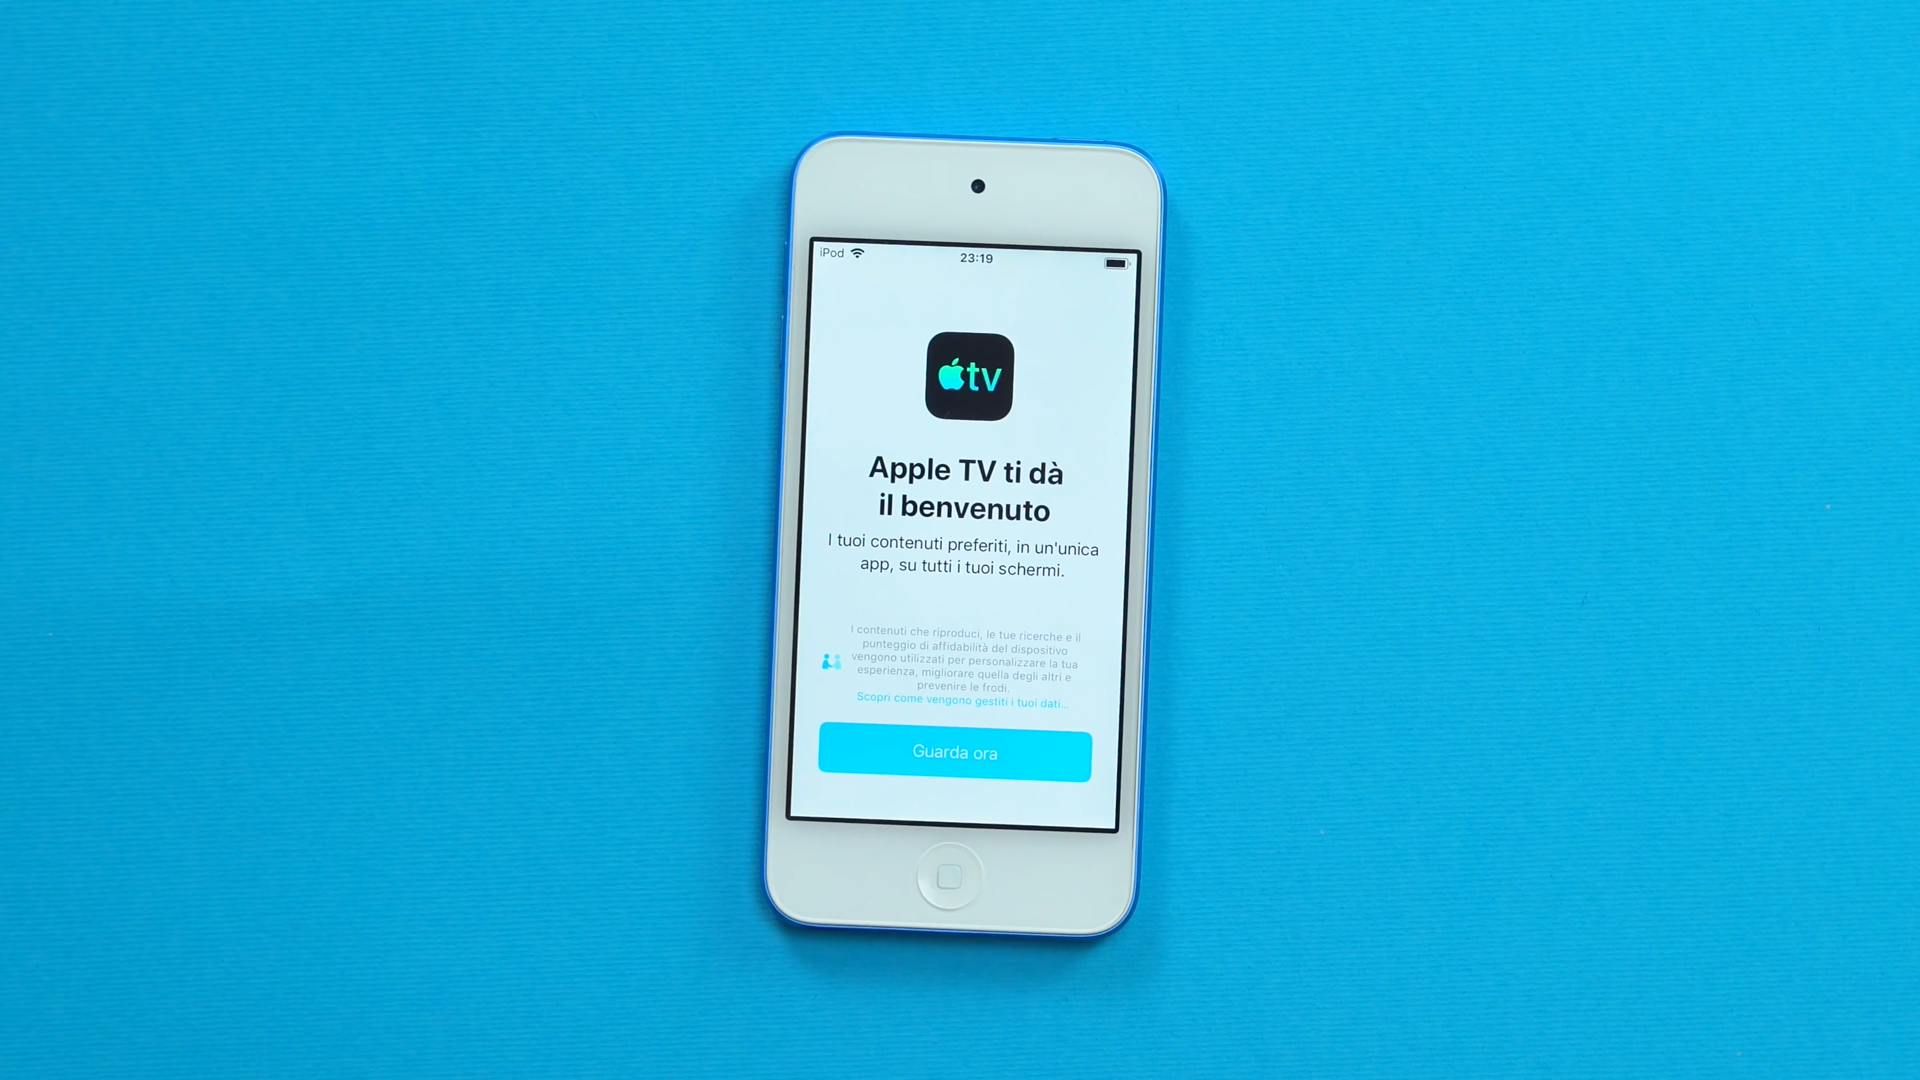 iPod
23:19
tv
Apple TV ti dà
il benvenuto
I tuoi contenuti preferiti, in un'unica
app, su tutti i tuoi schermi.
I contenuti che riproduci, le tue ricerche e il
punteggio di affidabilità del dispositivo
vengono utilizzati per personalizzare la tua
esperienza, migliorare quella degli altri e
prevenire le frodi.
Scopri come vengono gestiti i tuoi dati...
Guarda ora